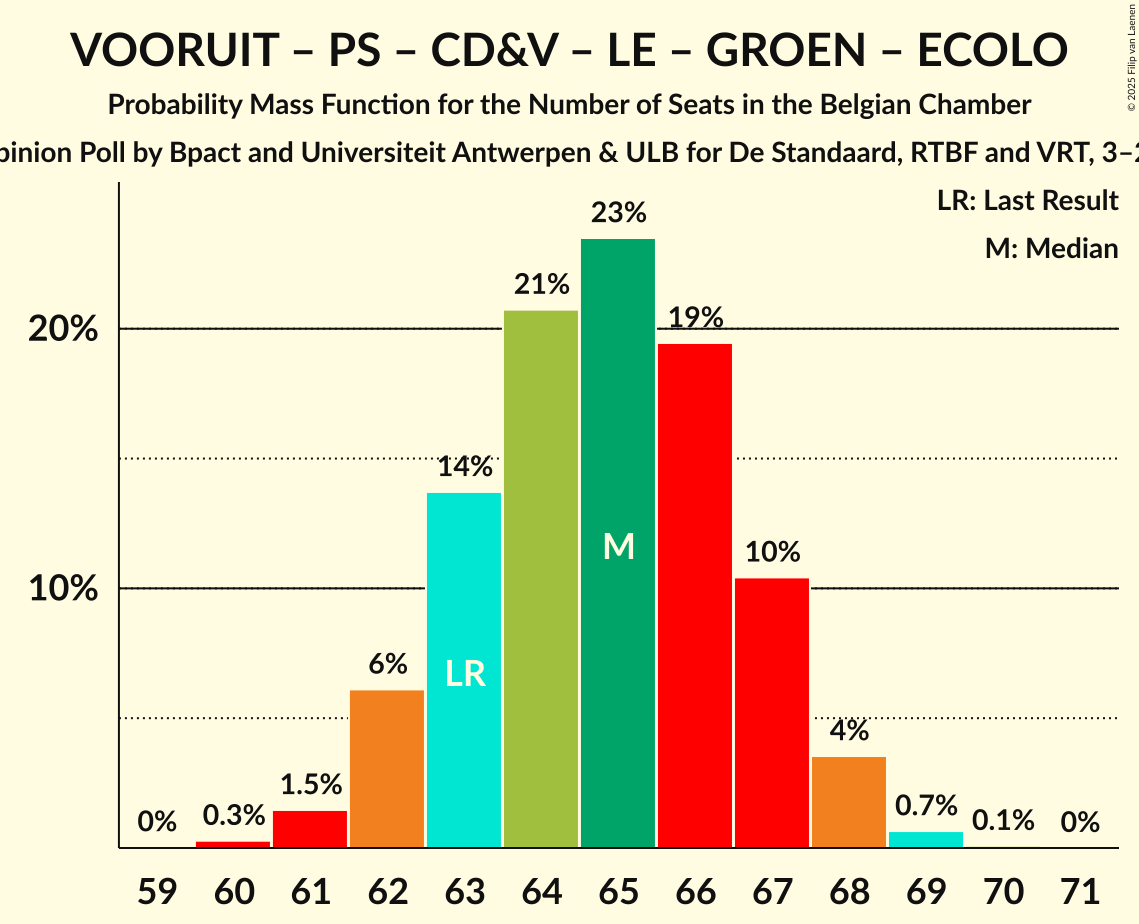 VOORUIT – PS – CD&V – LE – GROEN – ECOLO
Probability Mass Function for the Number of Seats in the Belgian Chamber
pinion Poll by Bpact and Universiteit Antwerpen & ULB for De Standaard, RTBF and VRT, 3–2
© 2025 Filip van Laenen
LR: Last Result
M: Median
23%
21%
19%
20%
14%
M
10%
10%
6%
LR
4%
1.5%
0.7%
0% 0.3% 0.1% 0%
59 60 61 62 63 64 65 66 67 68 69 70 71